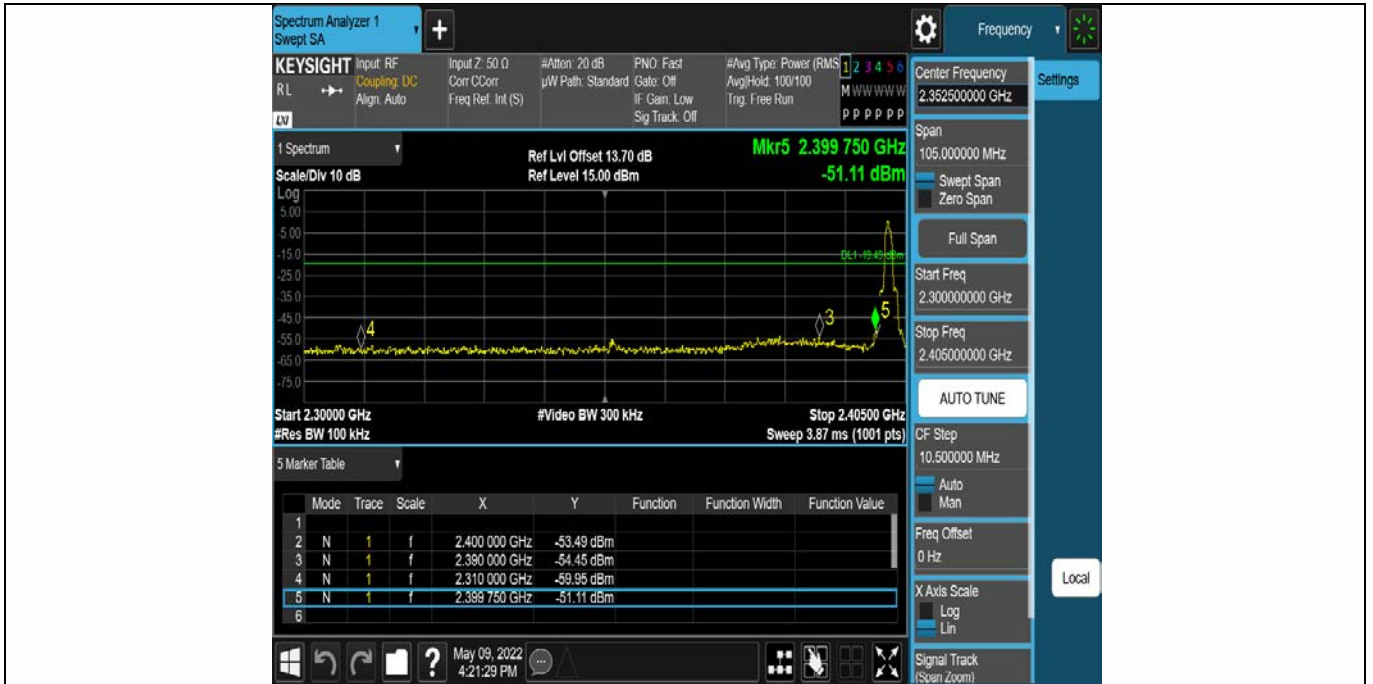 Spectrum Analyzer 1
Swept SA
+
Frequency
KEYSIGHT
RL
LXI
Input: RF
Coupling: DC
Align: Auto
Input Z: 50 Ω
Corr CCorr
Freq Ref: Int (S)
#Atten: 20 dB
µW Path: Standard
PNO: Fast
Gate: Off
IF Gain: Low
Sig Track: Off
#Avg Type: Power (RMS
Avg|Hold: 100/100
Trig: Free Run
1 2 3 4 5 6
M W W W W W
P P P P P P
1 Spectrum
Scale/Div 10 dB
Ref Lvl Offset 13.70 dB
Ref Level 15.00 dBm
Mkr5 2.399 750 GHz
-51.11 dBm
Log
5.00
-5.00
-15.0
-25.0
-35.0
-45.0
-55.0
-65.0
-75.0
DL1 -19.49 dBm
4
3
5
Start 2.30000 GHz
#Video BW 300 kHz
Stop 2.40500 GHz
#Res BW 100 kHz
Sweep 3.87 ms (1001 pts)
5 Marker Table
Mode Trace Scale X Y Function Function Width Function Value
1
2 N 1 f 2.400 000 GHz -53.49 dBm
3 N 1 f 2.390 000 GHz -54.45 dBm
4 N 1 f 2.310 000 GHz -59.95 dBm
5 N 1 f 2.399 750 GHz -51.11 dBm
6
?
May 09, 2022
4:21:29 PM
Center Frequency
2.352500000 GHz
Settings
Span
105.000000 MHz
Swept Span
Zero Span
Full Span
Start Freq
2.300000000 GHz
Stop Freq
2.405000000 GHz
AUTO TUNE
CF Step
10.500000 MHz
Auto
Man
Freq Offset
0 Hz
Local
X Axis Scale
Log
Lin
Signal Track
(Span Zoom)